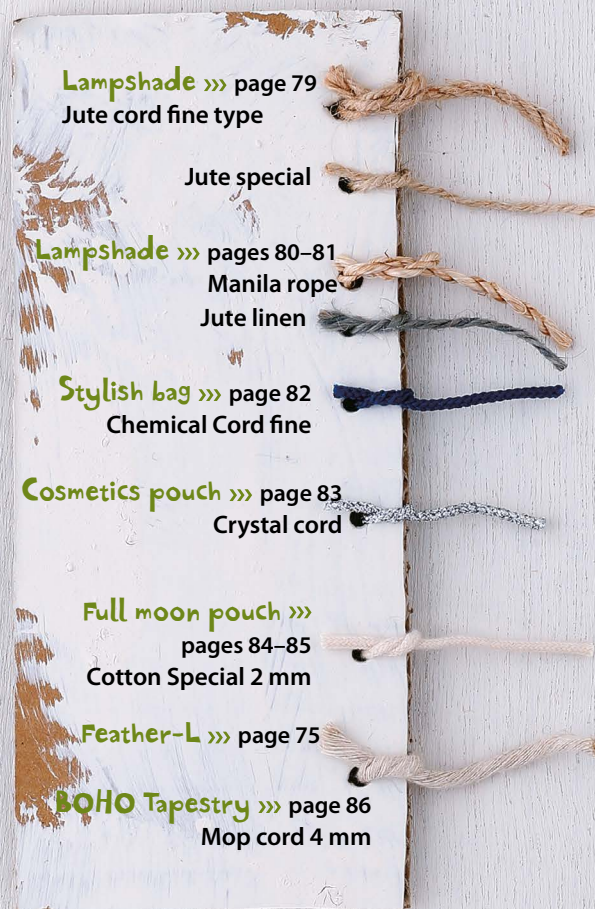 Lampshade ››› page 79
Jute cord fine type
Jute special
Lampshade ››› pages 80–81
Manila rope
Jute linen
Stylish bag ››› page 82
Chemical Cord fine
Cosmetics pouch ››› page 83
Crystal cord
Full moon pouch ›››
pages 84–85
Cotton Special 2 mm
Feather-L ››› page 75
BOHO Tapestry ››› page 86
Mop cord 4 mm